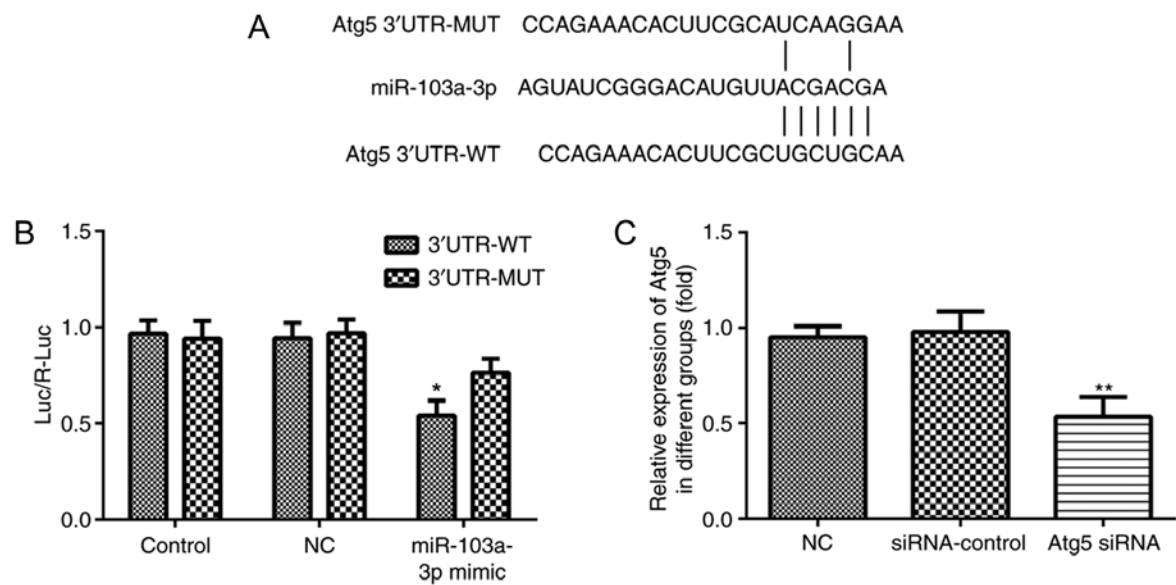 A
Atg5 3′UTR-MUT CCAGAAACACUUCGCAUCAAGGAA
miR-103a-3p AGUAUCGGGACAUGUUACGACGA
Atg5 3′UTR-WT CCAGAAACACUUCGCUGCUGCAA
B
Luc/R-Luc
1.5
1.0
0.5
0.0
3′UTR-WT
3′UTR-MUT
*
Control
NC
miR-103a-
3p mimic
C
Relative expression of Atg5
in different groups (fold)
1.5
1.0
0.5
0.0
**
NC
siRNA-control
Atg5 siRNA